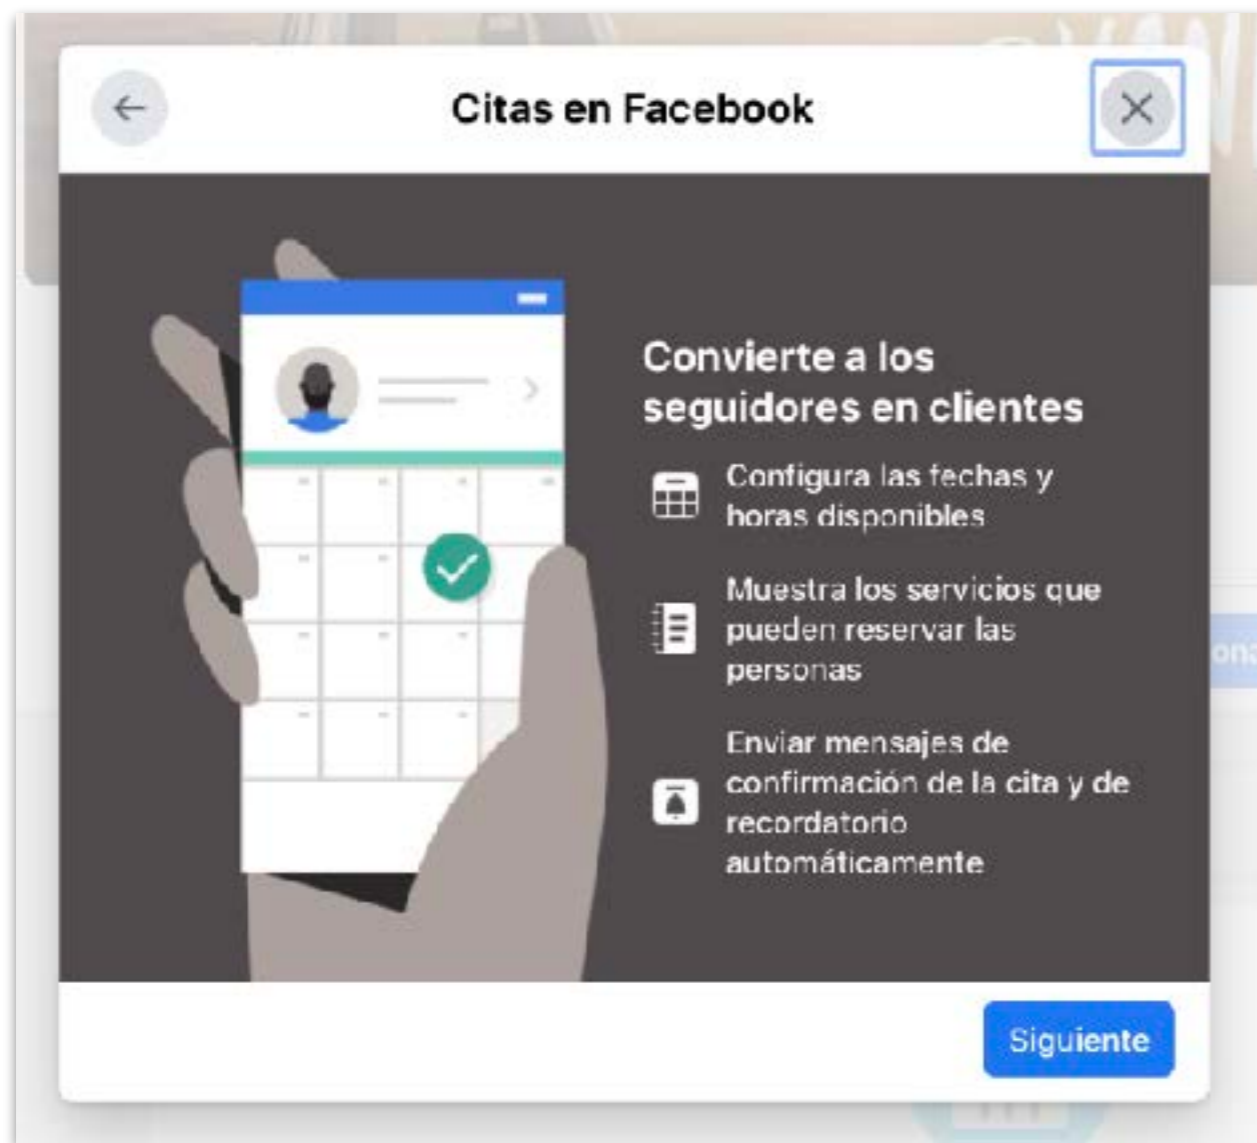 Citas en Facebook
Convierte a los
seguidores en clientes
Configura las fechas y
horas disponibles
Muestra los servicios que
pueden reservar las
personas
Enviar mensajes de
confirmación de la cita y de
recordatorio
automáticamente
Siguiente